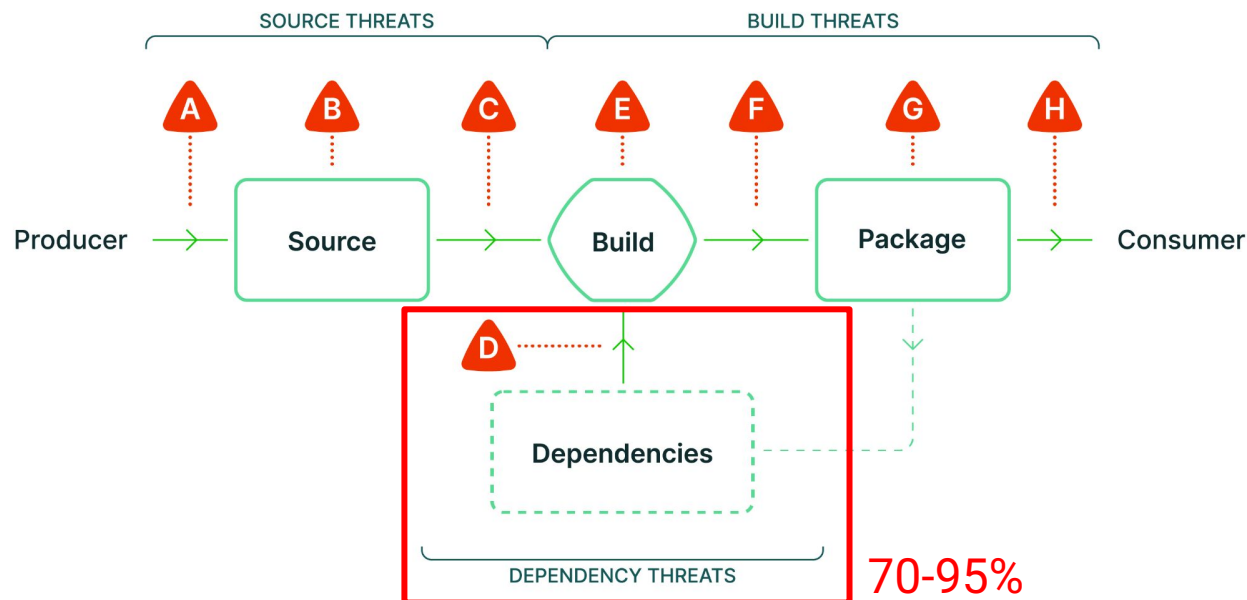 SOURCE THREATS
BUILD THREATS
A
B
C
E
F
G
H
Producer
Source
Build
Package
Consumer
D
Dependencies
DEPENDENCY THREATS
70-95%